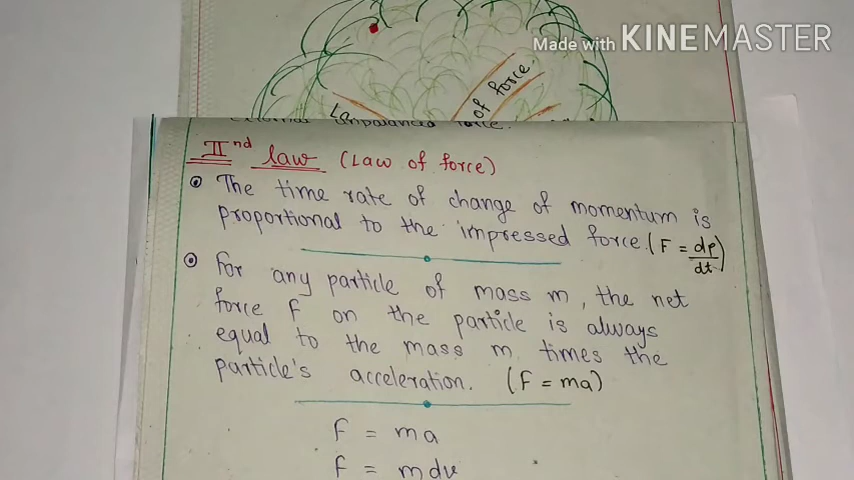 Made with KINEMASTER
of force.
unbalanced force.
IInd law (Law of force)
The time rate of change of momentum is
proportional to the impressed force. (F = dp/dt)
For any particle of mass m, the net
force F on the particle is always
equal to the mass m times the
particle's acceleration. (F = ma)
F = ma
F = mdv